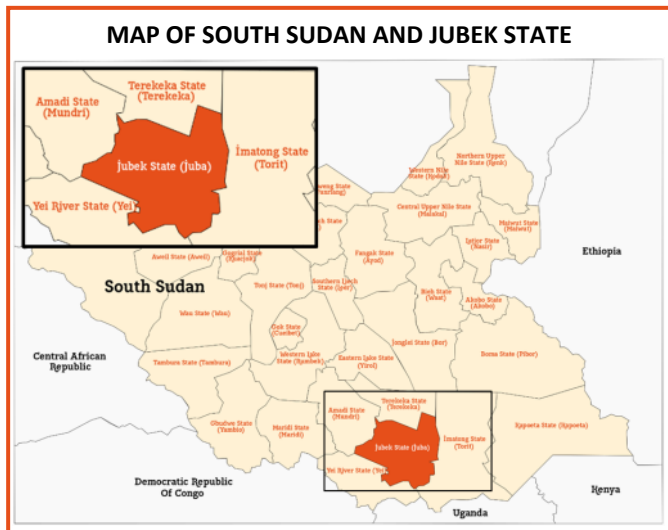 MAP OF SOUTH SUDAN AND JUBEK STATE
Terekeka State
(Terekeka)
Amadi State
(Mundri)
Imatong State
(Torit)
Jubek State (Juba)
Yei River State (Yei)
Northern Upper
Nile State (Renk)
Western Nile
State (Kodok)
Central Upper Nile State (Malakal)
Maiwut State
(Maiwut)
Latjor State
(Nasir)
Ethiopia
Fangak State
(Ayod)
Aweil State (Aweil)
South Sudan
Tonj State (Tonj)
Southern Liech
State (Leer)
Bieh State
(Waat)
Akobo State
(Akobo)
Wau State (Wau)
Gok State
(Cueibet)
Jonglei State (Bor)
Central African
Republic
Tambura State (Tambura)
Western Lake
State (Rumbek)
Eastern Lake State
(Yirol)
Boma State (Pibor)
Terekeka State
(Terekeka)
Amadi State
(Mundri)
Gbudwe State
(Yambio)
Maridi State
(Maridi)
Kapoeta State (Kapoeta)
Imatong State
(Torit)
Jubek State (Juba)
Yei River State (Yei)
Democratic Republic
Of Congo
Kenya
Uganda